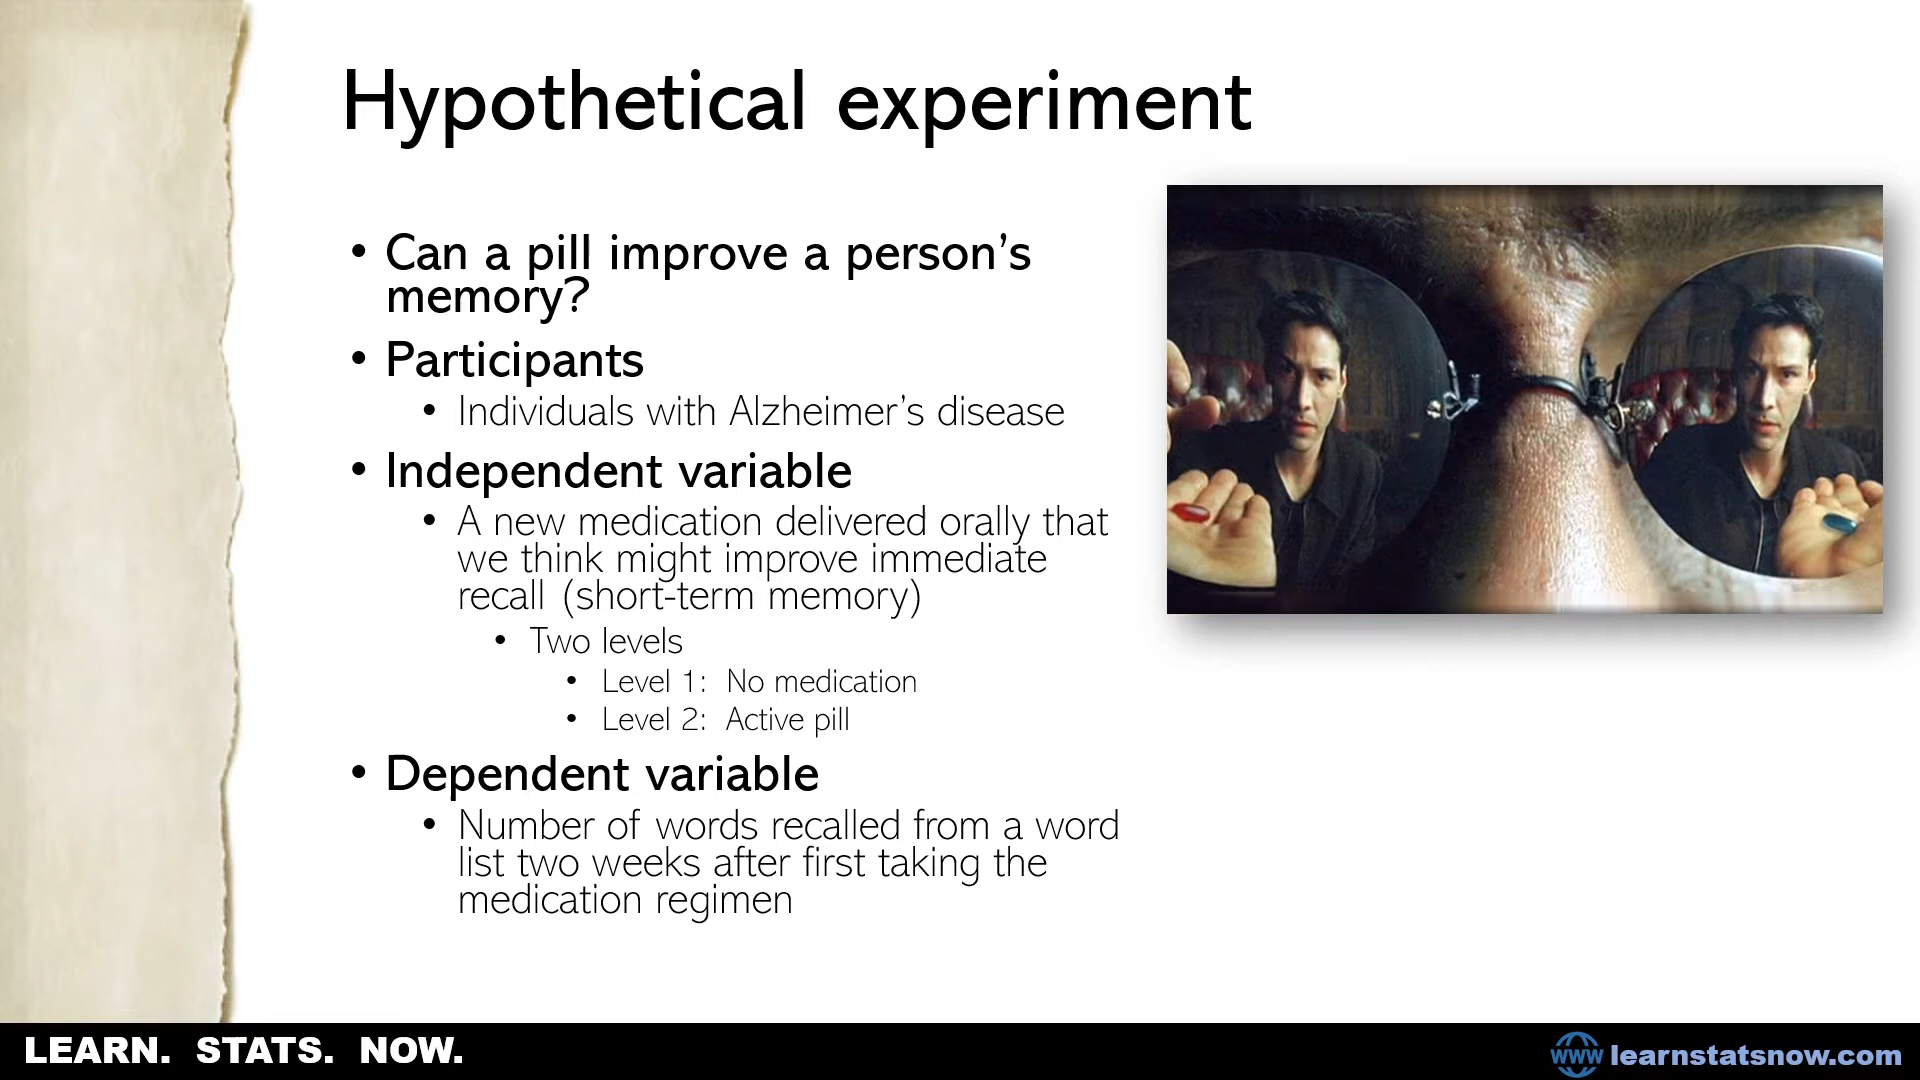 Hypothetical experiment
• Can a pill improve a person’s
memory?
• Participants
• Individuals with Alzheimer’s disease
• Independent variable
• A new medication delivered orally that
we think might improve immediate
recall (short-term memory)
• Two levels
• Level 1: No medication
• Level 2: Active pill
• Dependent variable
• Number of words recalled from a word
list two weeks after first taking the
medication regimen
LEARN. STATS. NOW.
www learnstatsnow.com